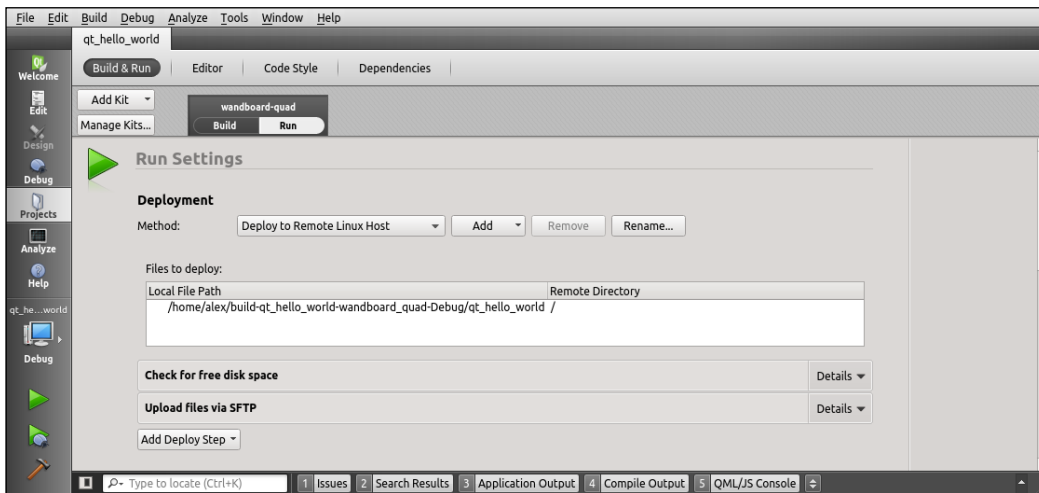 File Edit Build Debug Analyze Tools Window Help
qt_hello_world
Welcome
Build & Run Editor Code Style Dependencies
Edit
Add Kit
Manage Kits...
wandboard-quad
Build Run
Design
Debug
Projects
Analyze
Help
qt_he...world
Debug
Run Settings
Deployment
Method: Deploy to Remote Linux Host Add Remove Rename...
Files to deploy:
Local File Path Remote Directory
/home/alex/build-qt_hello_world-wandboard_quad-Debug/qt_hello_world /
Check for free disk space Details
Upload files via SFTP Details
Add Deploy Step
Type to locate (Ctrl+K) 1 Issues 2 Search Results 3 Application Output 4 Compile Output 5 QML/JS Console